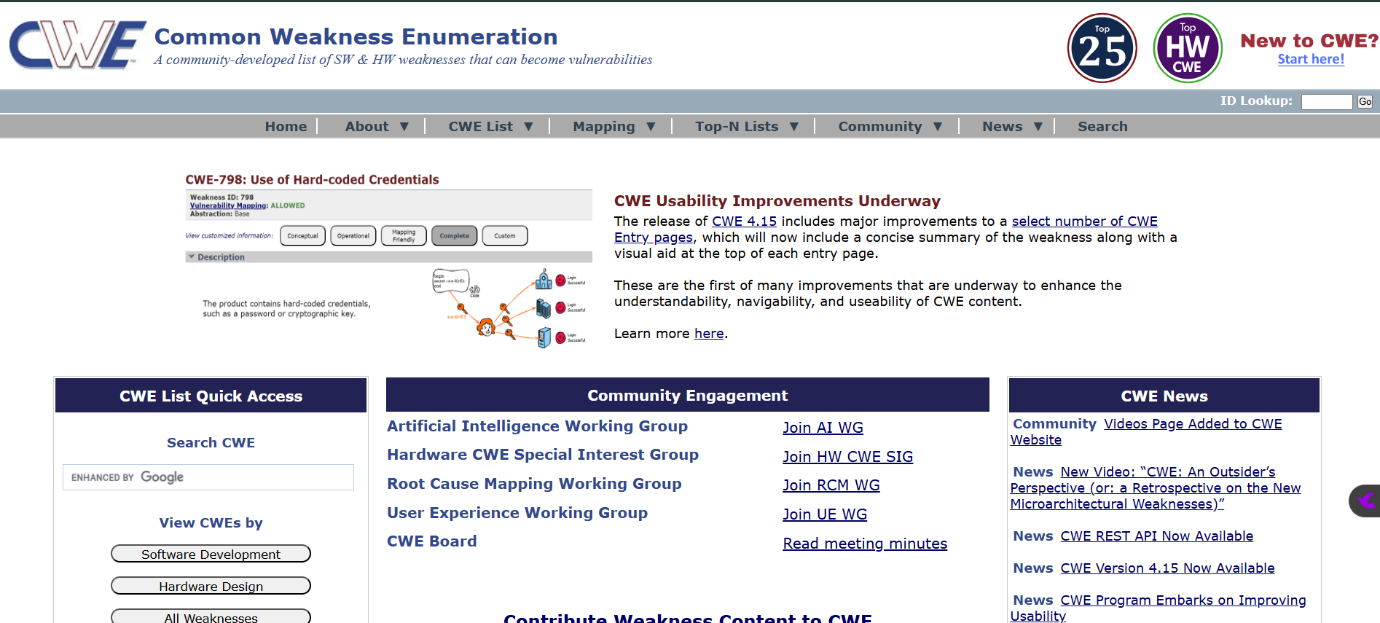 CWE
Common Weakness Enumeration
A community-developed list of SW & HW weaknesses that can become vulnerabilities
Top
25
Top
HW
CWE
New to CWE?
Start here!
ID Lookup:
Go
Home
About ▼
CWE List ▼
Mapping ▼
Top-N Lists ▼
Community ▼
News ▼
Search
CWE-798: Use of Hard-coded Credentials
Weakness ID: 798
Vulnerability Mapping: ALLOWED
Abstraction: Base
View customized information:
Conceptual
Operational
Mapping
Friendly
Complete
Custom
Description
The product contains hard-coded credentials,
such as a password or cryptographic key.
Code
Login
Successful
Login
Successful
Login
Successful
CWE Usability Improvements Underway
The release of CWE 4.15 includes major improvements to a select number of CWE
Entry pages, which will now include a concise summary of the weakness along with a
visual aid at the top of each entry page.
These are the first of many improvements that are underway to enhance the
understandability, navigability, and useability of CWE content.
Learn more here.
CWE List Quick Access
Search CWE
ENHANCED BY Google
View CWEs by
Software Development
Hardware Design
All Weaknesses
Community Engagement
Artificial Intelligence Working Group Join AI WG
Hardware CWE Special Interest Group Join HW CWE SIG
Root Cause Mapping Working Group Join RCM WG
User Experience Working Group Join UE WG
CWE Board Read meeting minutes
Contribute Weakness Content to CWE
CWE News
Community Videos Page Added to CWE
Website
News New Video: “CWE: An Outsider’s
Perspective (or: a Retrospective on the New
Microarchitectural Weaknesses)”
News CWE REST API Now Available
News CWE Version 4.15 Now Available
News CWE Program Embarks on Improving
Usability